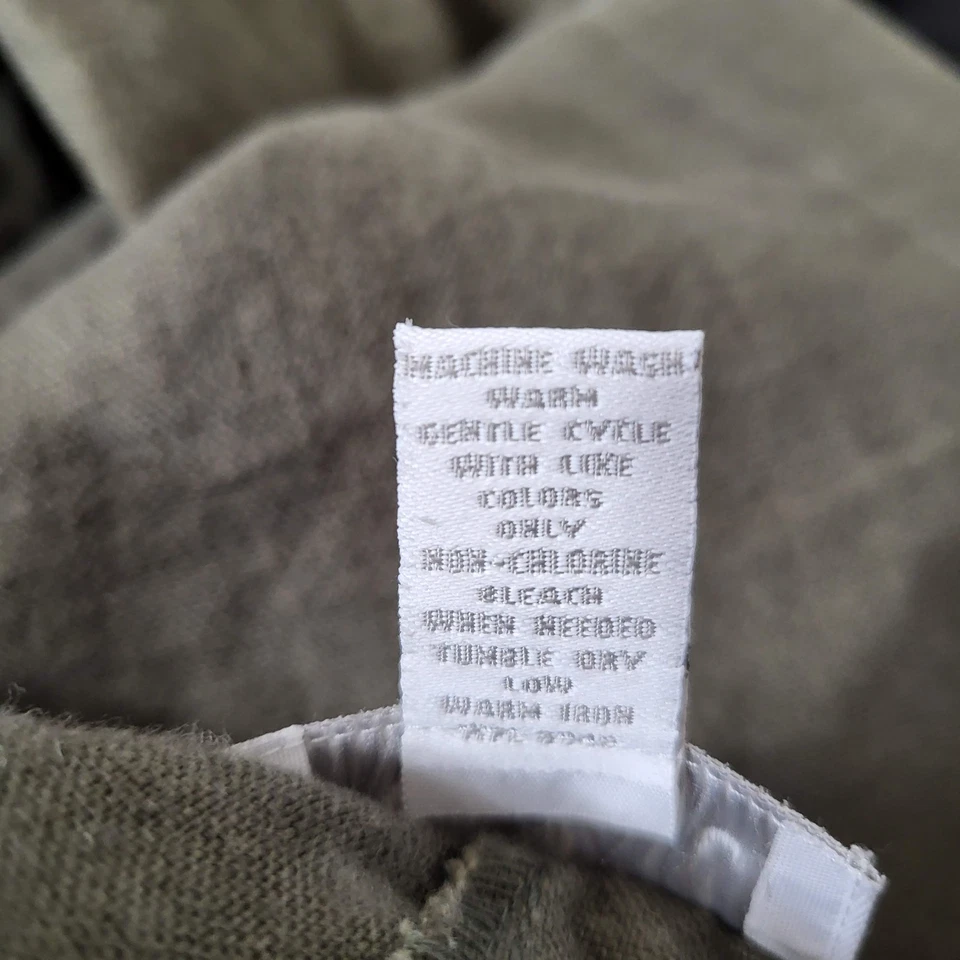 MACHINE WASH
WARM
GENTLE CYCLE
WITH LIKE
COLORS
ONLY
NON-CHLORINE
BLEACH
WHEN NEEDED
TUMBLE DRY
LOW
WARM IRON